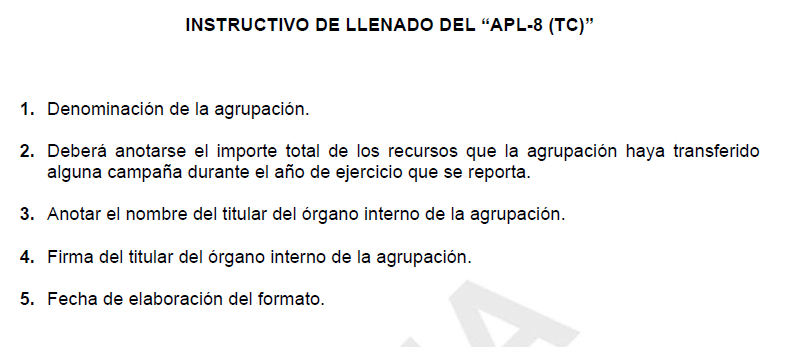 INSTRUCTIVO DE LLENADO DEL “APL-8 (TC)”
1. Denominación de la agrupación.
2. Deberá anotarse el importe total de los recursos que la agrupación haya transferido
alguna campaña durante el año de ejercicio que se reporta.
3. Anotar el nombre del titular del órgano interno de la agrupación.
4. Firma del titular del órgano interno de la agrupación.
5. Fecha de elaboración del formato.